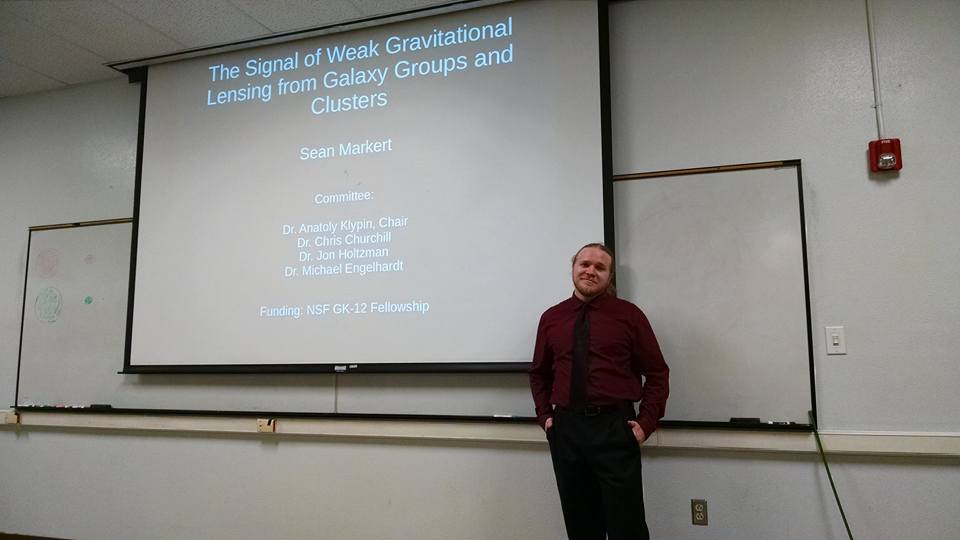 The Signal of Weak Gravitational
Lensing from Galaxy Groups and
Clusters
Sean Markert
Committee:
Dr. Anatoly Klypin, Chair
Dr. Chris Churchill
Dr. Jon Holtzman
Dr. Michael Engelhardt
Funding: NSF GK-12 Fellowship